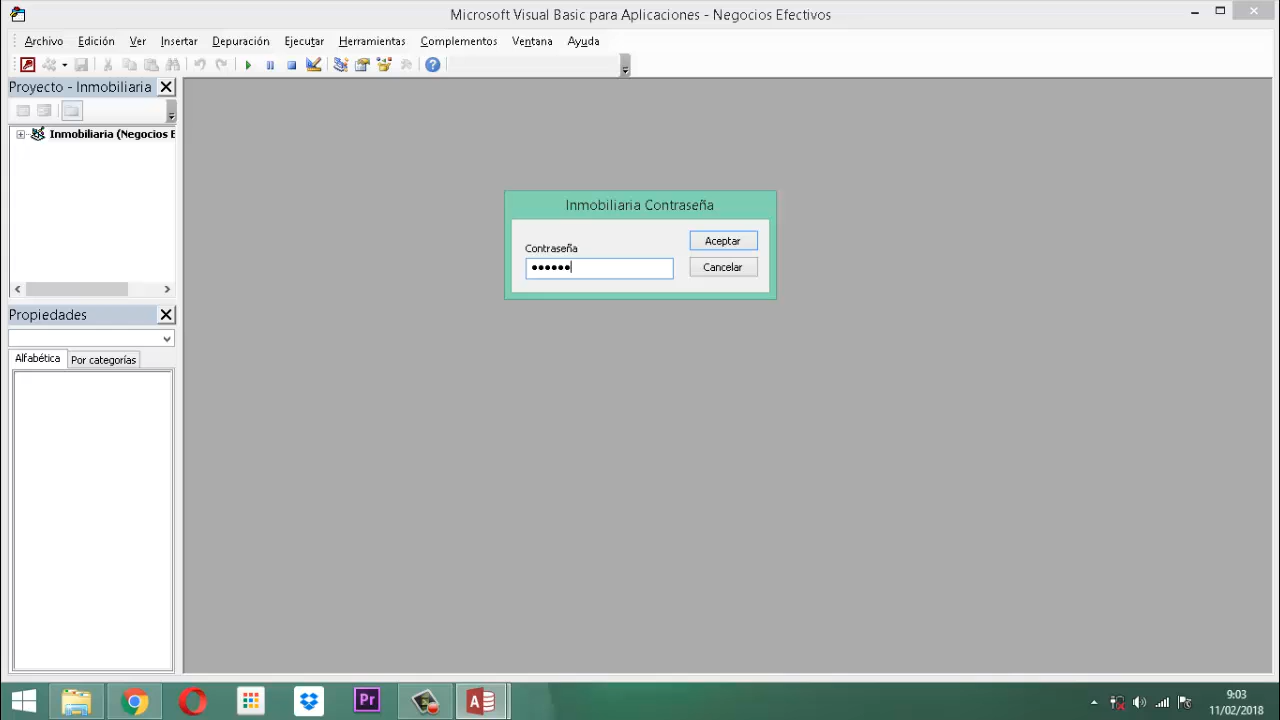 Microsoft Visual Basic para Aplicaciones - Negocios Efectivos
Archivo Edición Ver Insertar Depuración Ejecutar Herramientas Complementos Ventana Ayuda
Proyecto - Inmobiliaria
Inmobiliaria (Negocios E
Inmobiliaria Contraseña
Contraseña
●●●●●●
Aceptar
Cancelar
Propiedades
Alfabética Por categorías
Pr
A
9:03
11/02/2018